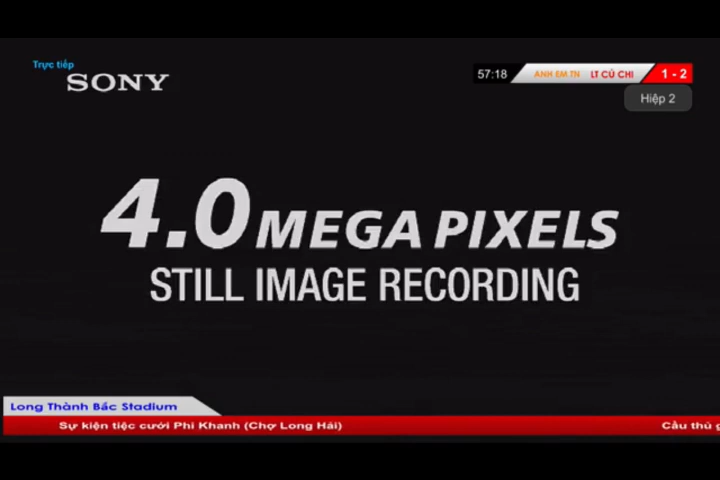 Trực tiếp
SONY
57:18 ANH EM 7N LT CỦ CHI 1 - 2
Hiệp 2
4.0 MEGA PIXELS
STILL IMAGE RECORDING
Long Thành Bắc Stadium
Sự kiện tiệc cưới Phi Khanh (Chợ Long Hải) Cầu thủ